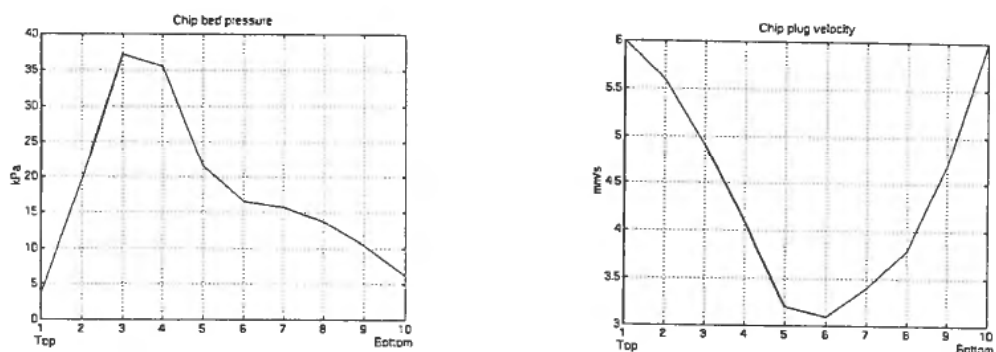 Chip bed pressure
40
35
30
25
20
15
10
5
0
kPa
1 2 3 4 5 6 7 8 9 10
Top Bottom
Chip plug velocity
6
5.5
5
4.5
4
3.5
3
mm/s
1 2 3 4 5 6 7 8 9 10
Top Bottom